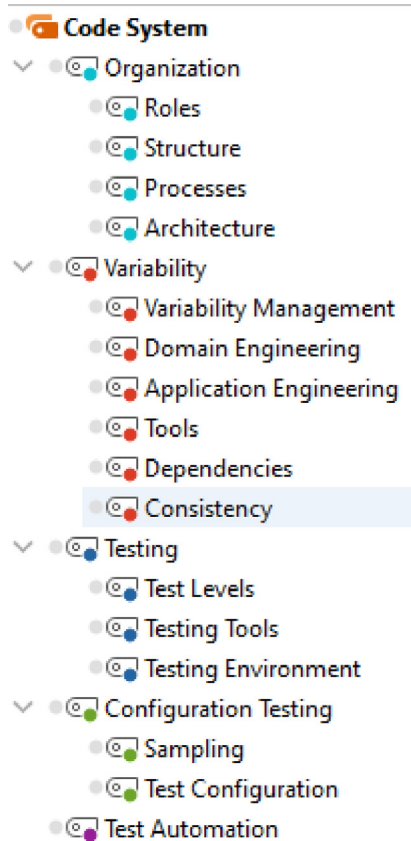 Code System
Organization
Roles
Structure
Processes
Architecture
Variability
Variability Management
Domain Engineering
Application Engineering
Tools
Dependencies
Consistency
Testing
Test Levels
Testing Tools
Testing Environment
Configuration Testing
Sampling
Test Configuration
Test Automation